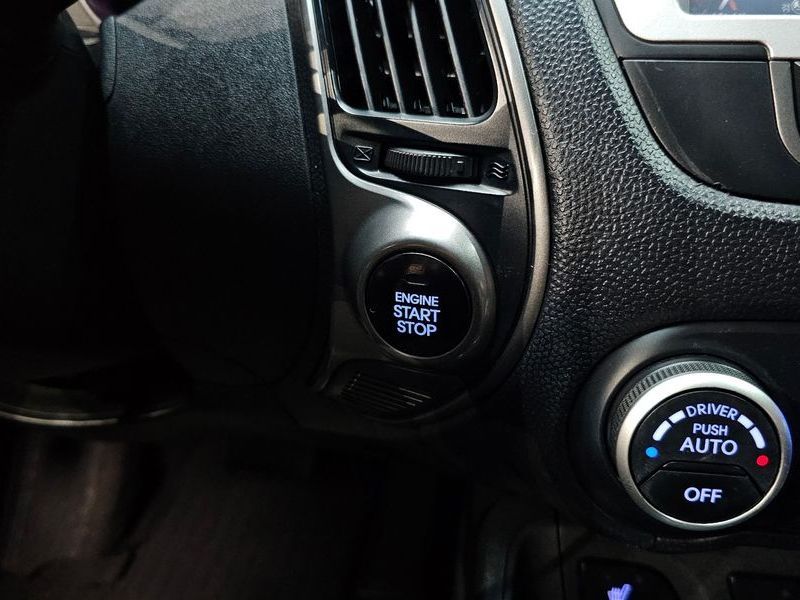 ENGINE
START
STOP
DRIVER
PUSH
AUTO
OFF